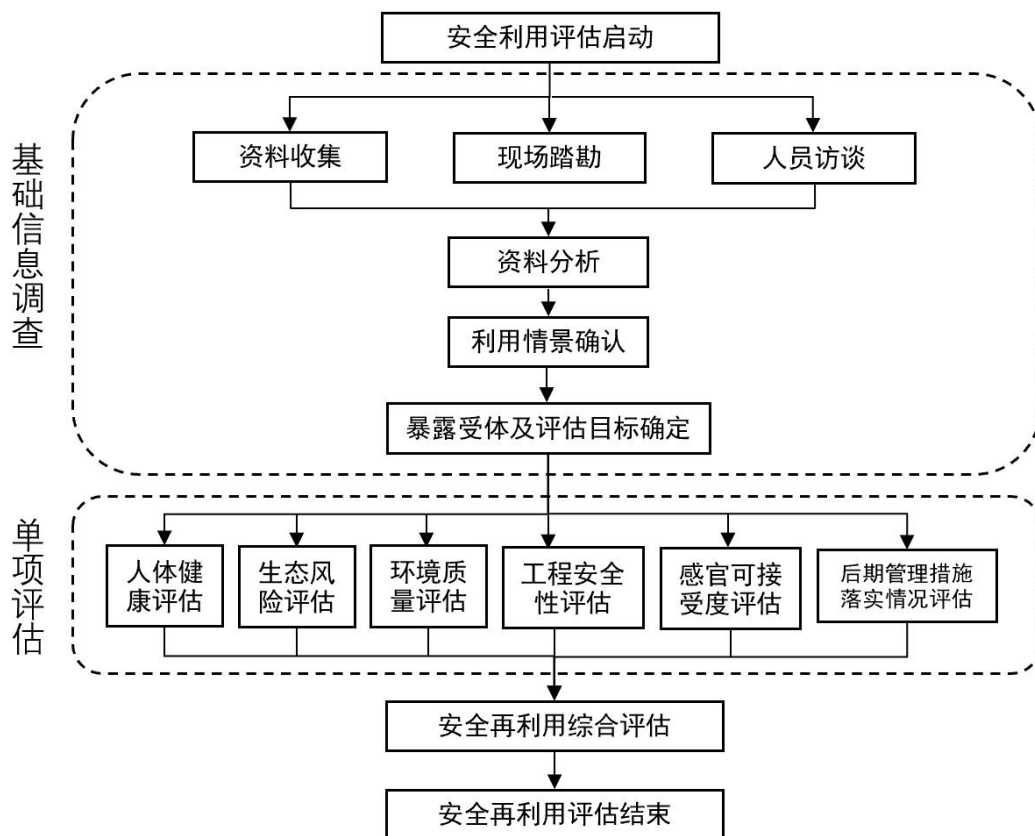 安全利用评估启动
基础信息调查
资料收集
现场踏勘
人员访谈
资料分析
利用情景确认
暴露受体及评估目标确定
单项评估
人体健
康评估
生态风
险评估
环境质
量评估
工程安全
性评估
感官可接
受度评估
后期管理措施
落实情况评估
安全再利用综合评估
安全再利用评估结束